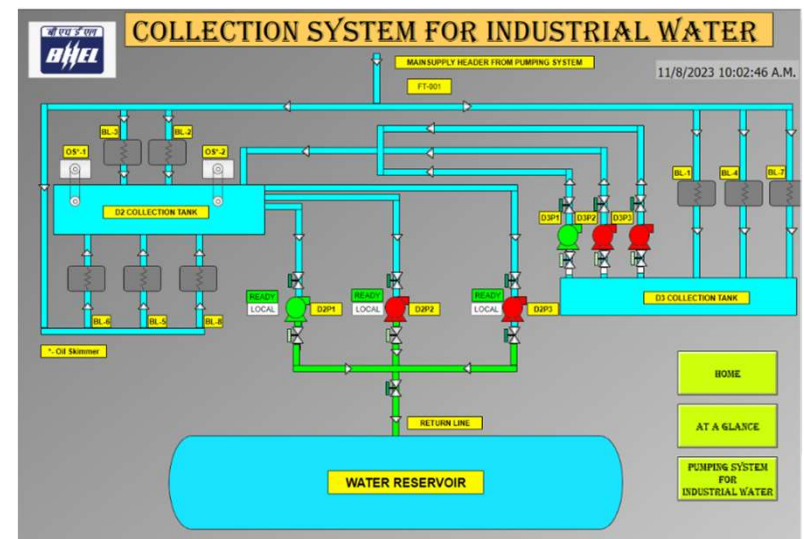 बी एच ई एल
BHEL
COLLECTION SYSTEM FOR INDUSTRIAL WATER
MAINSUPPLY HEADER FROM PUMPING SYSTEM
11/8/2023 10:02:46 A.M.
FT-001
BL-3
BL-2
OS*-1
OS*-2
BL-1
BL-4
BL-7
D2 COLLECTION TANK
D3P1
D3P2
D3P3
BL-6
BL-5
BL-8
READY
LOCAL
D2P1
READY
LOCAL
D2P2
READY
LOCAL
D2P3
D3 COLLECTION TANK
*- Oil Skimmer
HOME
RETURN LINE
AT A GLANCE
WATER RESERVOIR
PUMPING SYSTEM
FOR
INDUSTRIAL WATER